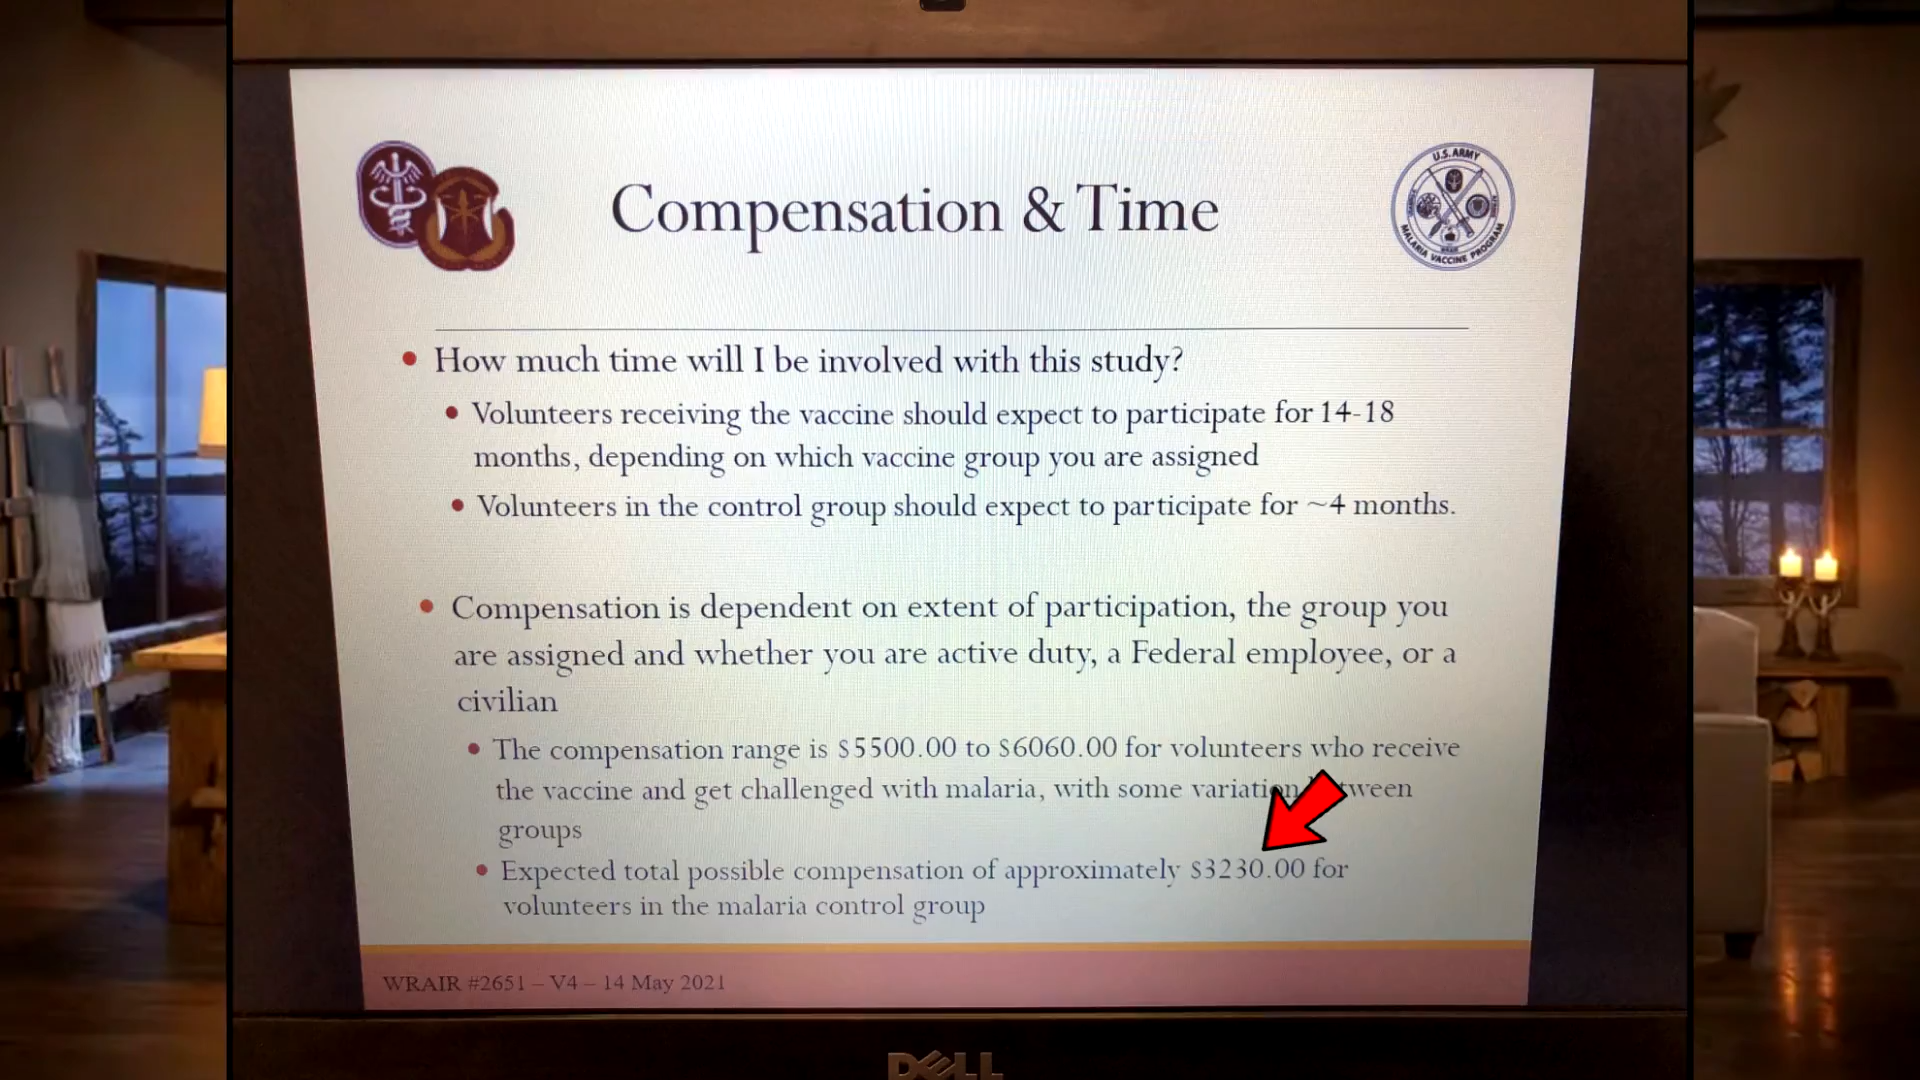 U.S. ARMY
MALARIA VACCINE PROGRAM
Compensation & Time
• How much time will I be involved with this study?
• Volunteers receiving the vaccine should expect to participate for 14-18
months, depending on which vaccine group you are assigned
• Volunteers in the control group should expect to participate for ~4 months.
• Compensation is dependent on extent of participation, the group you
are assigned and whether you are active duty, a Federal employee, or a
civilian
• The compensation range is $5500.00 to $6060.00 for volunteers who receive
the vaccine and get challenged with malaria, with some variation
groups
• Expected total possible compensation of approximately $3230.00 for
volunteers in the malaria control group
WRAIR #2651 – V4 – 14 May 2021
DELL